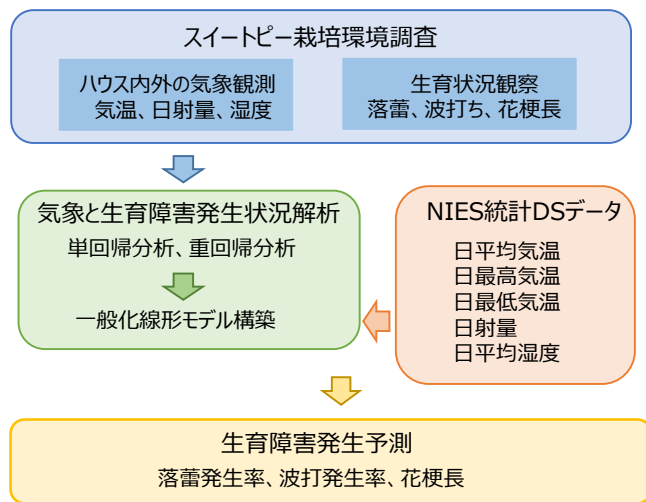 スイートピー栽培環境調査
ハウス内外の気象観測
気温、日射量、湿度
生育状況観察
落蕾、波打ち、花梗長
気象と生育障害発生状況解析
単回帰分析、重回帰分析
一般化線形モデル構築
NIES統計DSデータ
日平均気温
日最高気温
日最低気温
日射量
日平均湿度
生育障害発生予測
落蕾発生率、波打発生率、花梗長